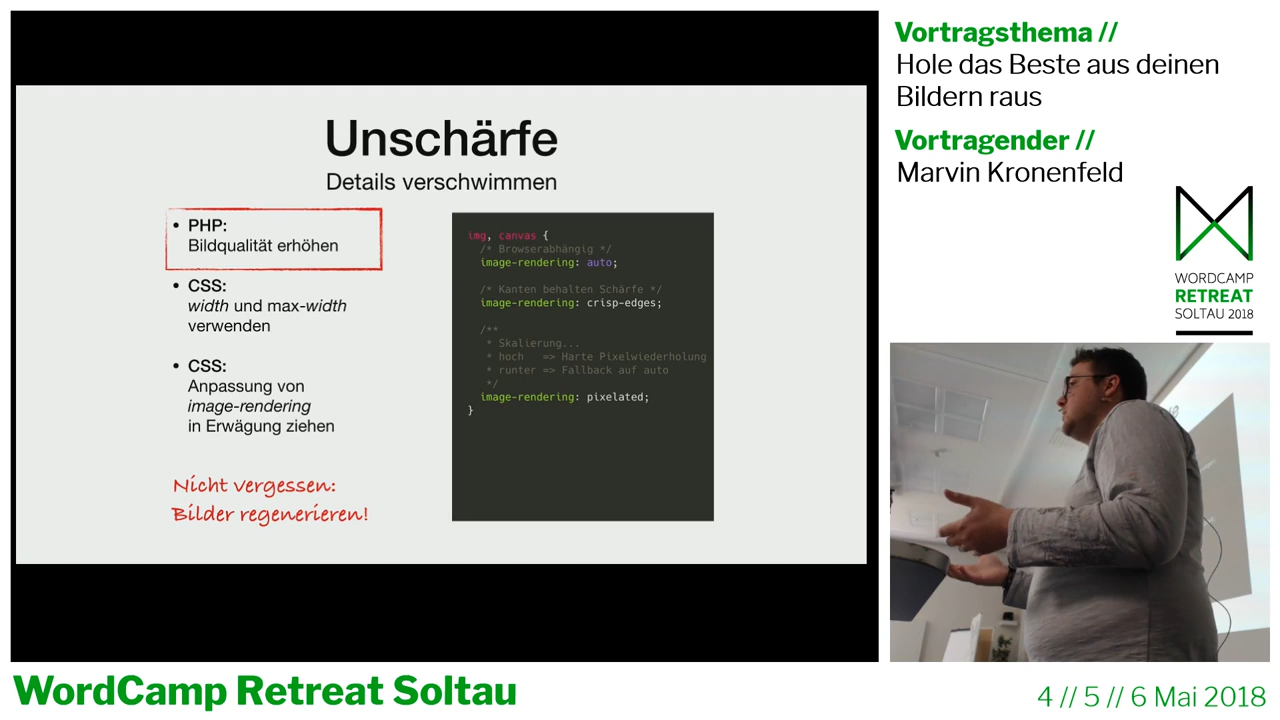 Unschärfe
Details verschwimmen
• PHP:
Bildqualität erhöhen
• CSS:
width und max-width
verwenden
• CSS:
Anpassung von
image-rendering
in Erwägung ziehen
Nicht vergessen:
Bilder regenerieren!
img, canvas {
/* Browserabhängig */
image-rendering: auto;
/* Kanten behalten Schärfe */
image-rendering: crisp-edges;
/**
* Skalierung...
* hoch => Harte Pixelwiederholung
* runter => Fallback auf auto
*/
image-rendering: pixelated;
}
Vortragsthema //
Hole das Beste aus deinen
Bildern raus
Vortragender //
Marvin Kronenfeld
WORDCAMP
RETREAT
SOLTAU 2018
WordCamp Retreat Soltau
4 // 5 // 6 Mai 2018